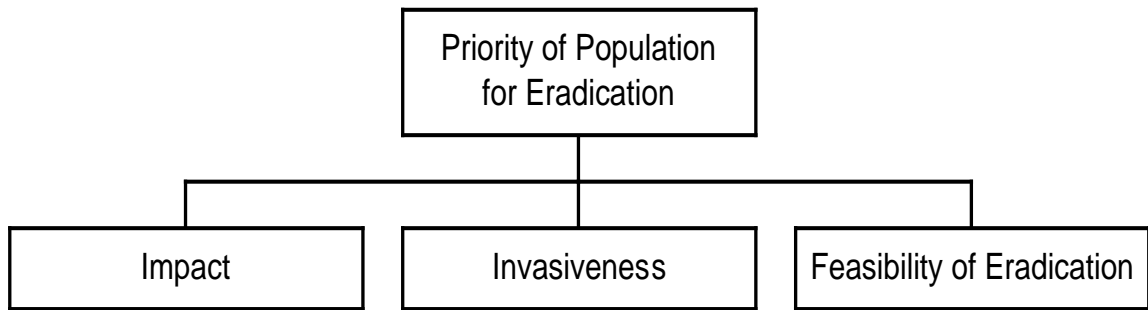 Priority of Population
for Eradication
Impact
Invasiveness
Feasibility of Eradication